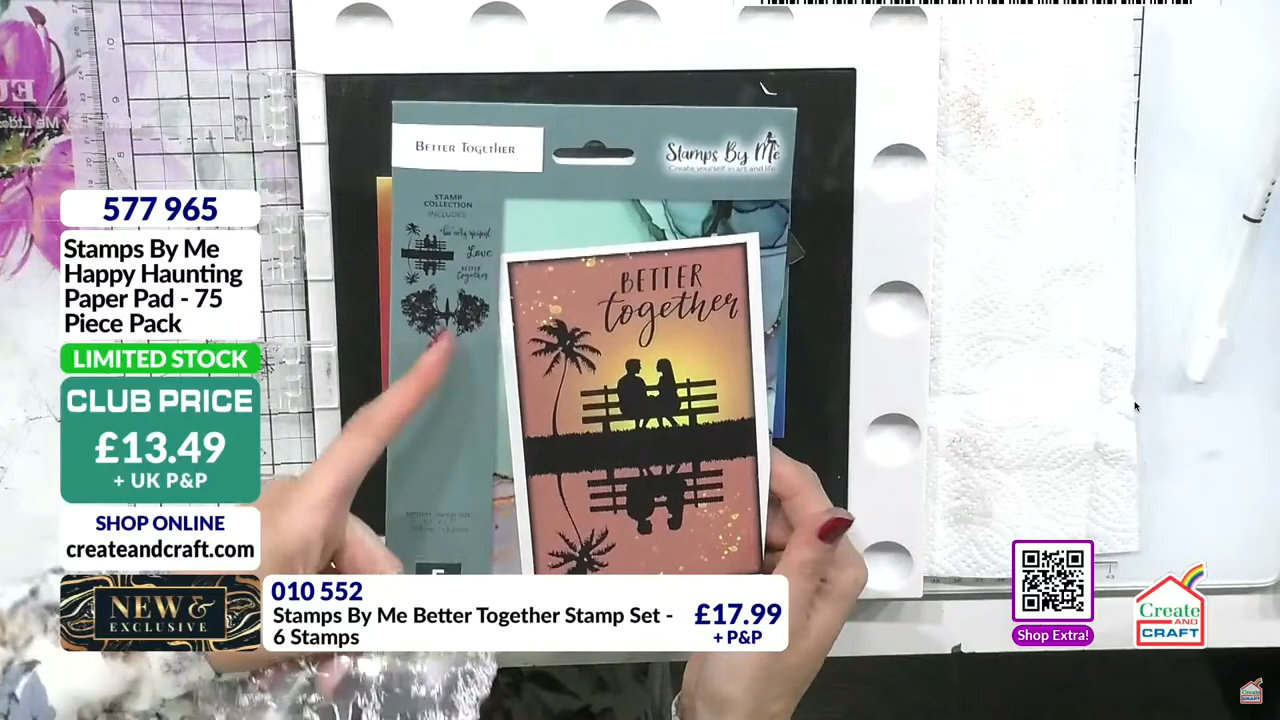 BETTER TOGETHER
Stamps By Me
Create yourself in art and life
STAMP
COLLECTION
INCLUDES
Love
together
BETTER
together
577 965
Stamps By Me
Happy Haunting
Paper Pad - 75
Piece Pack
LIMITED STOCK
CLUB PRICE
£13.49
+ UK P&P
SHOP ONLINE
createandcraft.com
NEW &
EXCLUSIVE
010 552
Stamps By Me Better Together Stamp Set -
6 Stamps
£17.99
+ P&P
Shop Extra!
Create
AND
CRAFT